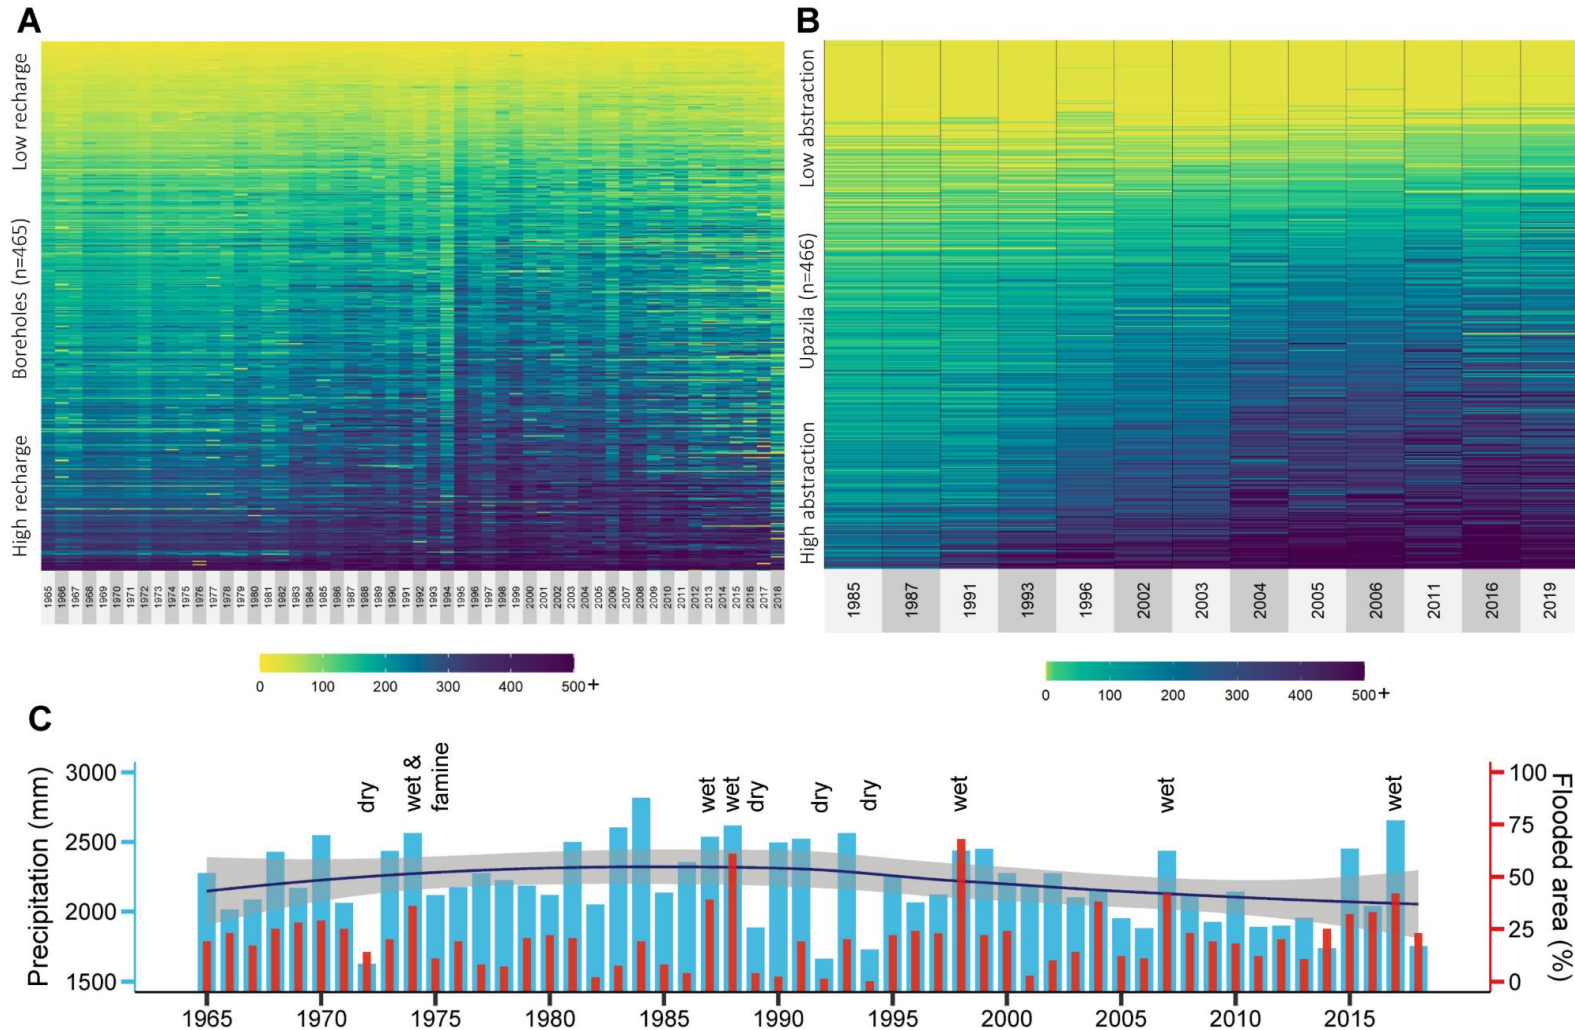 A
Low recharge
Boreholes (n=465)
High recharge
1965 1966 1967 1968 1969 1970 1971 1972 1973 1974 1975 1976 1977 1978 1979 1980 1981 1982 1983 1984 1985 1986 1987 1988 1989 1990 1991 1992 1993 1994 1995 1996 1997 1998 1999 2000 2001 2002 2003 2004 2005 2006 2007 2008 2009 2010 2011 2012 2013 2014 2015 2016 2017 2018
0 100 200 300 400 500+
B
Low abstraction
Upazila (n=466)
High abstraction
1985 1987 1991 1993 1996 2002 2003 2004 2005 2006 2011 2016 2019
0 100 200 300 400 500+
C
Precipitation (mm)
3000
2500
2000
1500
dry
wet &
famine
wet
wet
dry
dry
dry
wet
wet
wet
100
75
50
25
0
Flooded area (%)
1965 1970 1975 1980 1985 1990 1995 2000 2005 2010 2015